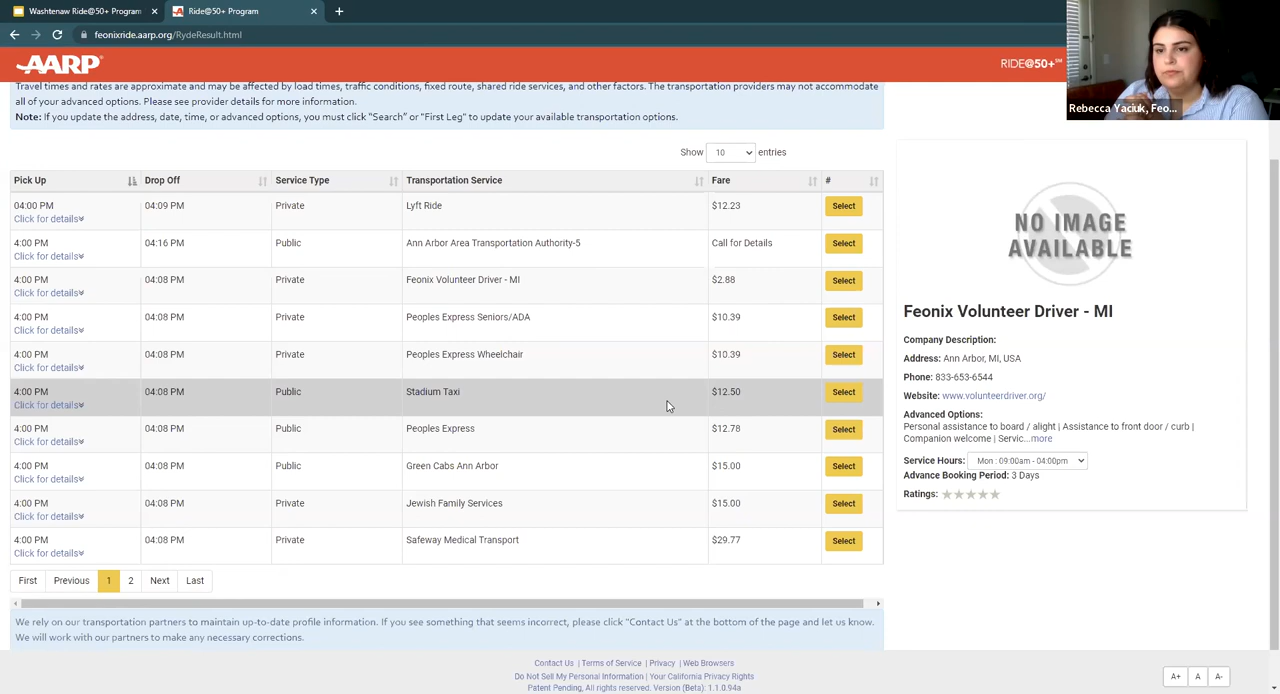 Washtenaw Ride@50+ Program
Ride@50+ Program
feonixride.aarp.org/RydeResult.html
AARP
RIDE@50+℠
Rebecca Yaciuk, Feo...
Travel times and rates are approximate and may be affected by load times, traffic conditions, fixed route, shared ride services, and other factors. The transportation providers may not accommodate
all of your advanced options. Please see provider details for more information.
Note: If you update the address, date, time, or advanced options, you must click "Search" or "First Line" to update your available transportation options.
Show 10 entries
Pick Up Drop Off Service Type Transportation Service Fare #
04:00 PM 04:09 PM Private Lyft Ride $12.23 Select
Click for details
4:00 PM 04:16 PM Public Ann Arbor Area Transportation Authority-5 Call for Details Select
Click for details
4:00 PM 04:08 PM Private Feonix Volunteer Driver - MI $2.88 Select
Click for details
4:00 PM 04:08 PM Private Peoples Express Seniors/ADA $10.39 Select
Click for details
4:00 PM 04:08 PM Private Peoples Express Wheelchair $10.39 Select
Click for details
4:00 PM 04:08 PM Public Stadium Taxi $12.50 Select
Click for details
4:00 PM 04:08 PM Public Peoples Express $12.78 Select
Click for details
4:00 PM 04:08 PM Public Green Cabs Ann Arbor $15.00 Select
Click for details
4:00 PM 04:08 PM Private Jewish Family Services $15.00 Select
Click for details
4:00 PM 04:08 PM Private Safeway Medical Transport $29.77 Select
Click for details
First Previous 1 2 Next Last
We rely on our transportation partners to maintain up-to-date profile information. If you see something that seems incorrect, please click "Contact Us" at the bottom of the page and let us know.
We will work with our partners to make any necessary corrections.
NO IMAGE
AVAILABLE
Feonix Volunteer Driver - MI
Company Description:
Address: Ann Arbor, MI, USA
Phone: 833-653-6544
Website: www.volunteerdriver.org/
Advanced Options:
Personal assistance to board / alight | Assistance to front door / curb |
Companion welcome | Servic...more
Service Hours: Mon : 09:00am - 04:00pm
Advance Booking Period: 3 Days
Ratings:
Contact Us | Terms of Service | Privacy | Web Browsers
Do Not Sell My Personal Information | Your California Privacy Rights
Patent Pending, All rights reserved. Version (Beta): 1.1.0.94a
A+ A A-